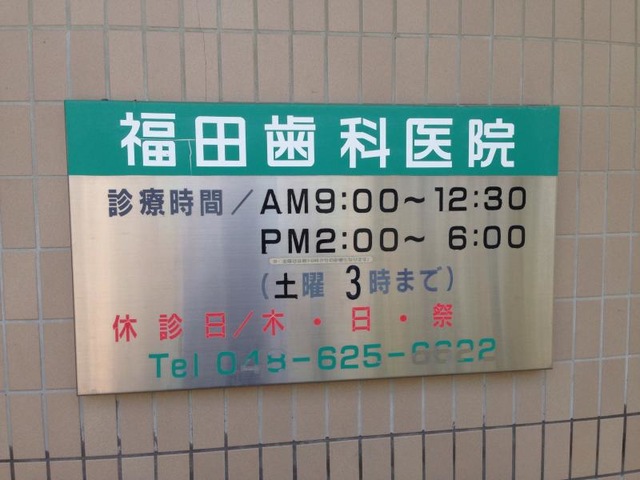 福田歯科医院
診療時間／AM9:00～12:30
PM2:00～ 6:00
(土曜 3時まで)
休診日／木・日・祭
Tel 048-625-6622